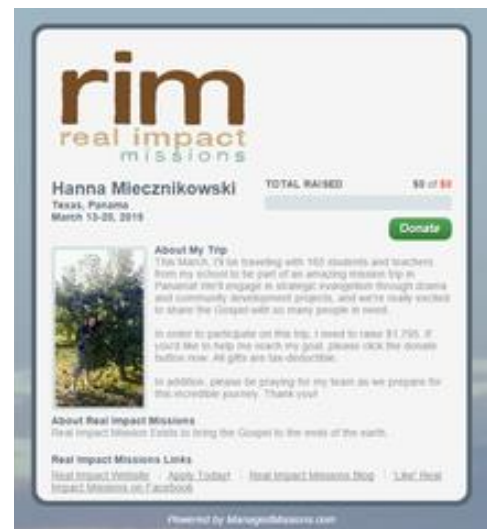 rim
real impact
missions
Hanna Miecznikowski
TOTAL RAISED $0 of $0
Texas, Panama
March 13-20, 2015
Donate
About My Trip
This March, I'll be traveling with 162 students and teachers
from my school to be part of an amazing mission trip in
Panama! We'll engage in strategic evangelism through drama
and community development projects, and we're really excited
to share the Gospel with so many people in need.
In order to participate on this trip, I need to raise $1,795. If
you'd like to help me reach my goal, please click the donate
button now. All gifts are tax-deductible.
In addition, please be praying for my team as we prepare for
this incredible journey. Thank you!
About Real Impact Missions
Real Impact Mission Exists to bring the Gospel to the ends of the earth.
Real Impact Missions Links
Real Impact Website | Apply Today! | Real Impact Missions Blog | 'Like' Real
Impact Missions on Facebook
Powered by ManagedMissions.com